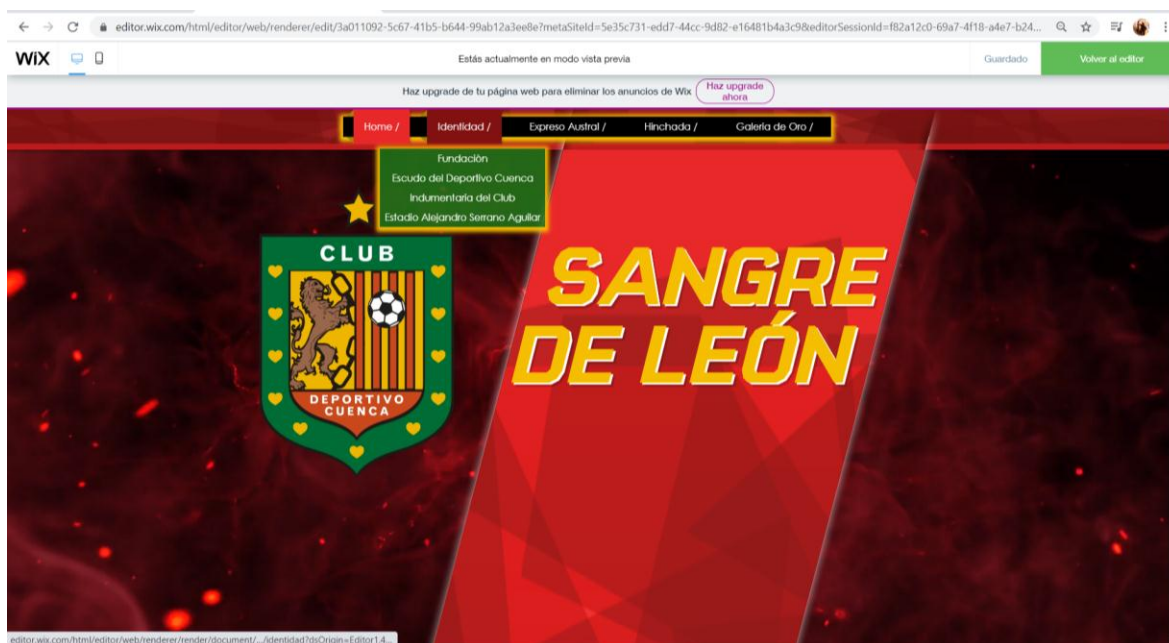 editor.wix.com/html/editor/web/renderer/edit/3a011092-5c67-41b5-b644-99ab12a3ee8e?metaSiteId=5e35c731-edd7-44cc-9d82-e16481b4a3c9&editorSessionId=f82a12c0-69a7-4f18-a4e7-b24...
WiX
Estás actualmente en modo vista previa
Guardado
Volver al editor
Haz upgrade de tu página web para eliminar los anuncios de Wix
Haz upgrade
ahora
Home /
Identidad /
Expreso Austral /
Hinchada /
Galería de Oro /
Fundación
Escudo del Deportivo Cuenca
Indumentaria del Club
Estadio Alejandro Serrano Aguilar
CLUB
DEPORTIVO
CUENCA
SANGRE
DE LEÓN
editor.wix.com/html/editor/web/renderer/render/document/.../identidad?dsOrigin=Editor1.4...